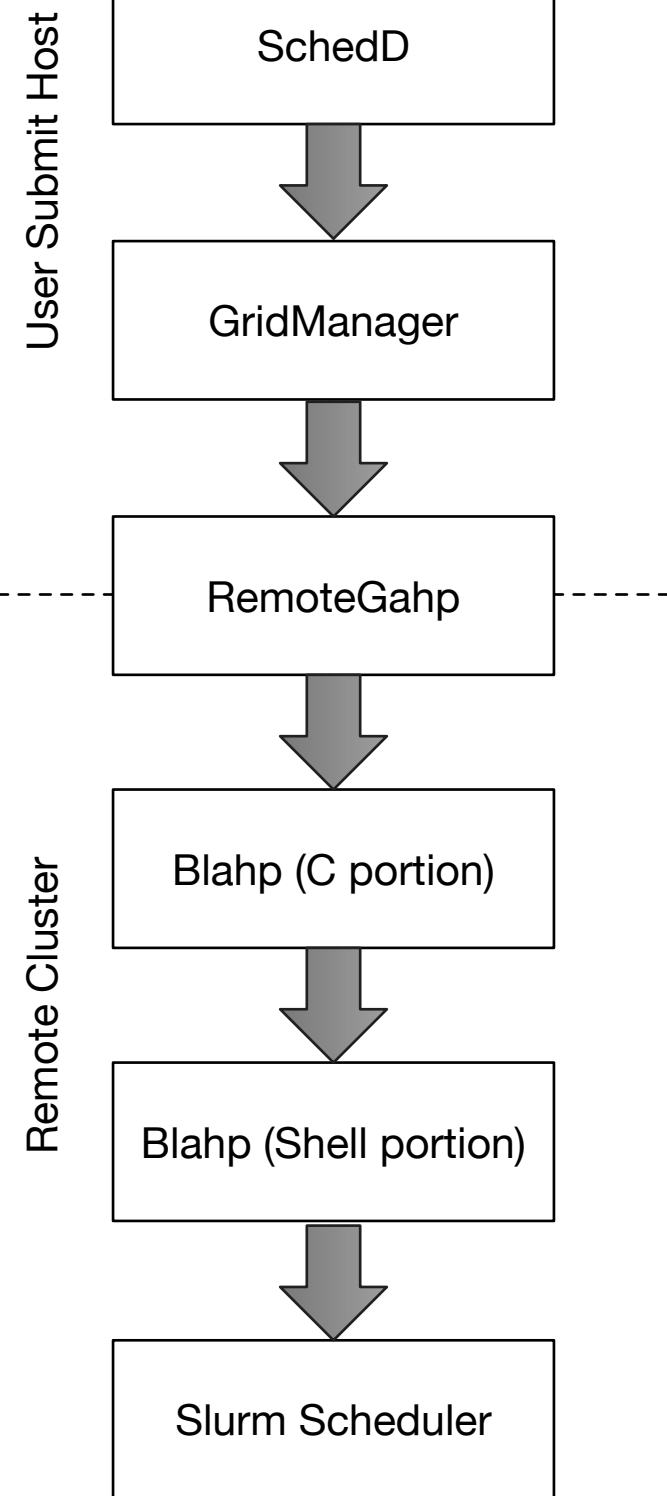 User Submit Host
SchedD
GridManager
RemoteGahp
Remote Cluster
Blahp (C portion)
Blahp (Shell portion)
Slurm Scheduler